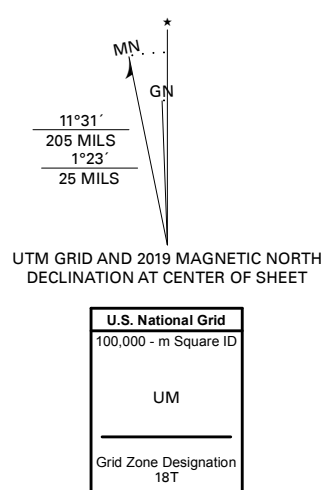 ★
MN
GN
11°31´
205 MILS
1°23´
25 MILS
UTM GRID AND 2019 MAGNETIC NORTH
DECLINATION AT CENTER OF SHEET
U.S. National Grid
100,000 - m Square ID
UM
Grid Zone Designation
18T